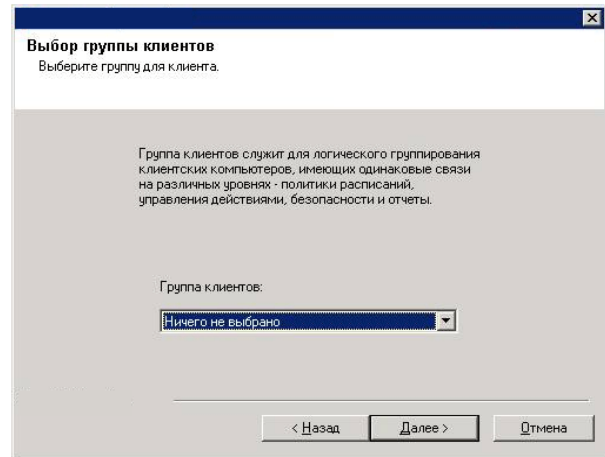 Выбор группы клиентов
Выберите группу для клиента.
Группа клиентов служит для логического группирования
клиентских компьютеров, имеющих одинаковые связи
на различных уровнях - политики расписаний,
управления действиями, безопасности и отчеты.
Группа клиентов:
Ничего не выбрано
< Назад Далее > Отмена